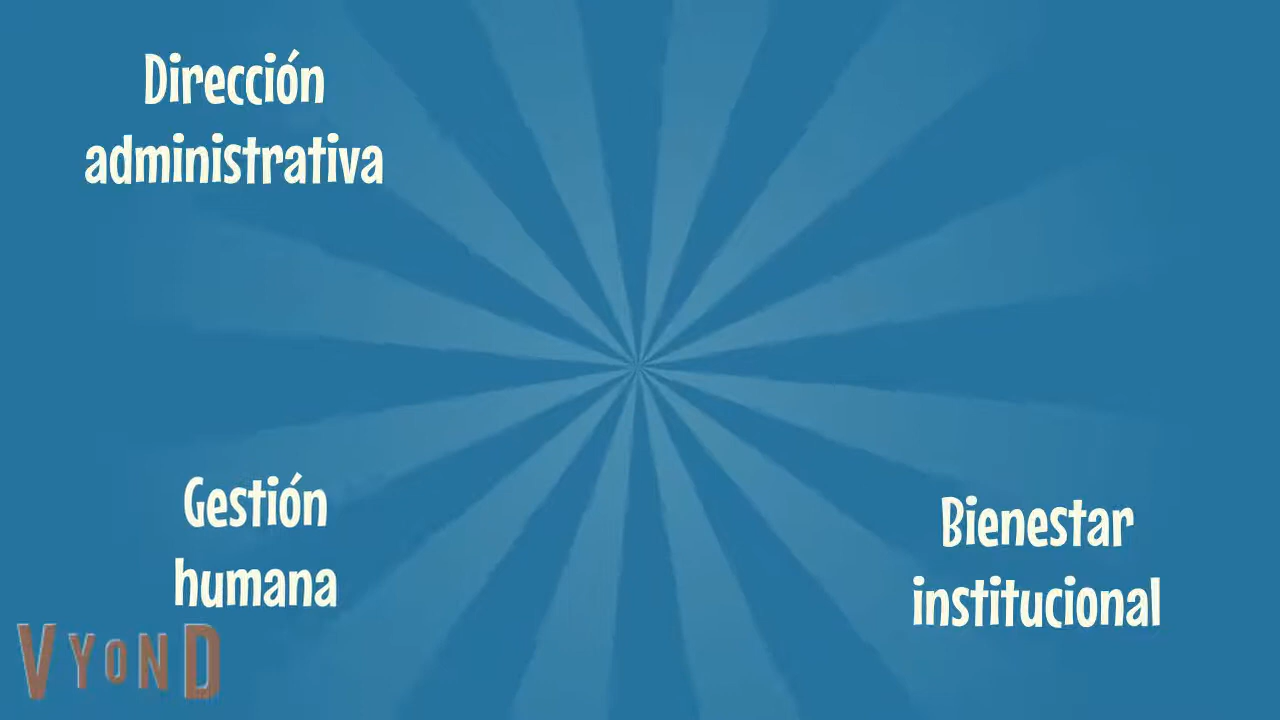 Dirección
administrativa
Gestión
humana
Bienestar
institucional
VYOND